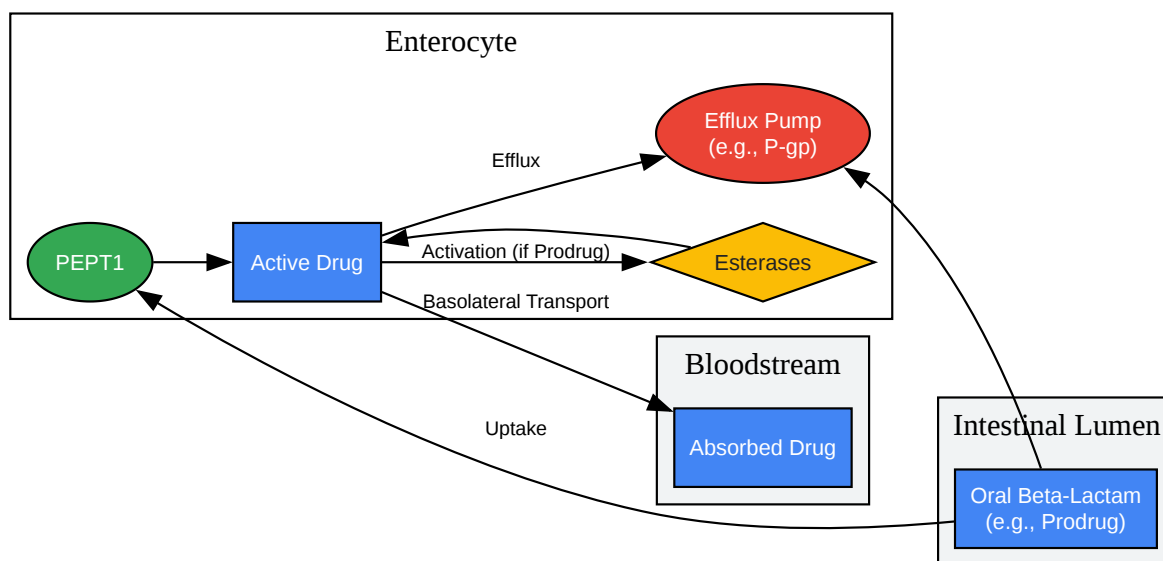 Enterocyte
Efflux Pump
(e.g., P-gp)
Efflux
PEPT1
Active Drug
Activation (if Prodrug)
Esterases
Basolateral Transport
Bloodstream
Absorbed Drug
Uptake
Intestinal Lumen
Oral Beta-Lactam
(e.g., Prodrug)